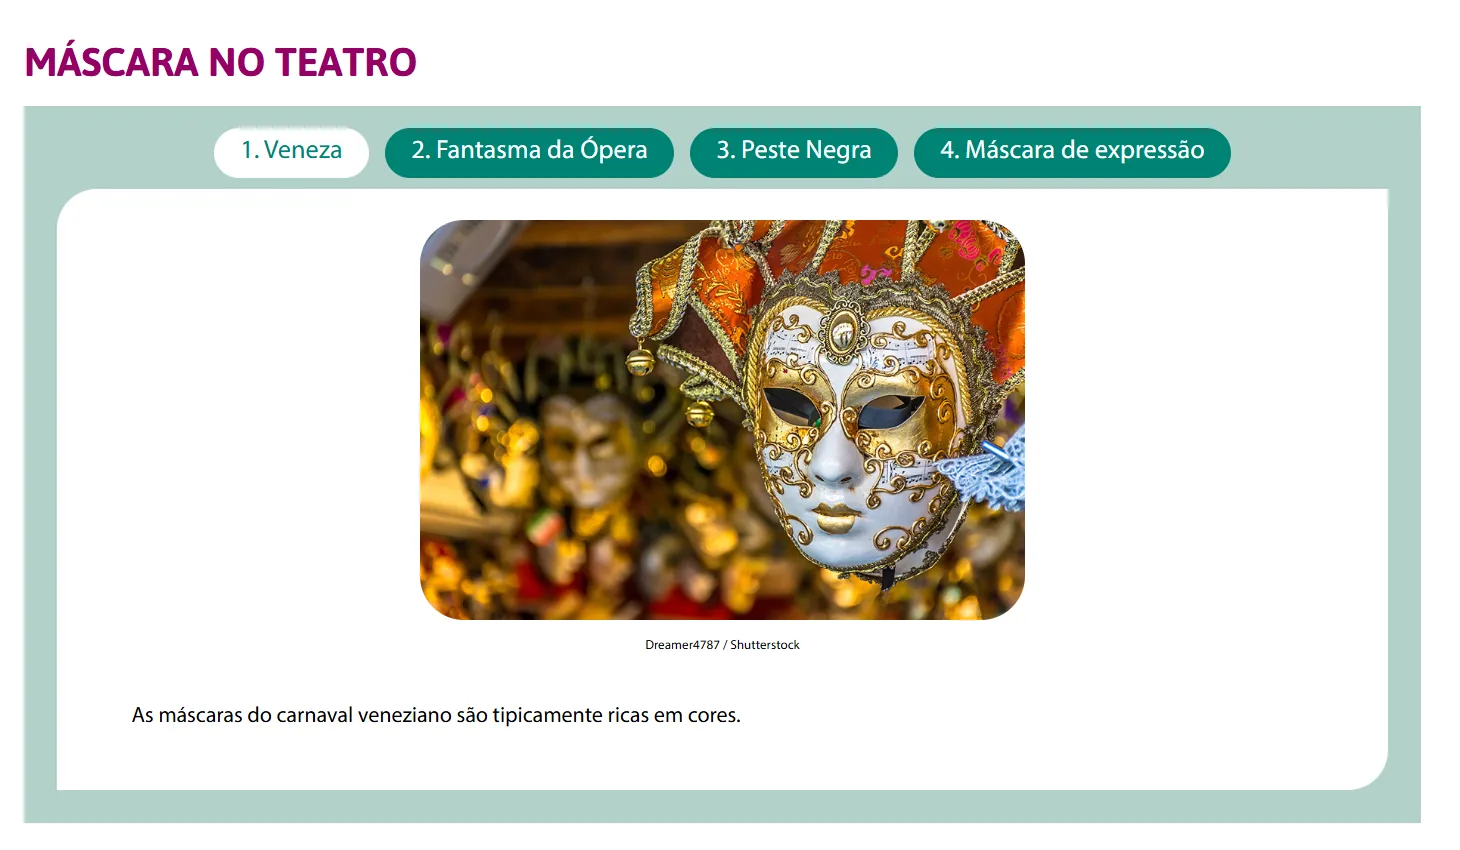 MÁSCARA NO TEATRO
1. Veneza
2. Fantasma da Ópera
3. Peste Negra
4. Máscara de expressão
Dreamer4787 / Shutterstock
As máscaras do carnaval veneziano são tipicamente ricas em cores.